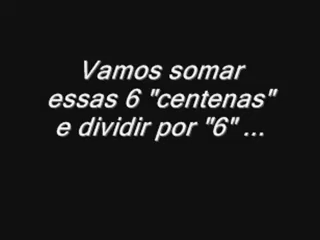 Vamos somar
essas 6 "centenas"
e dividir por "6" ...